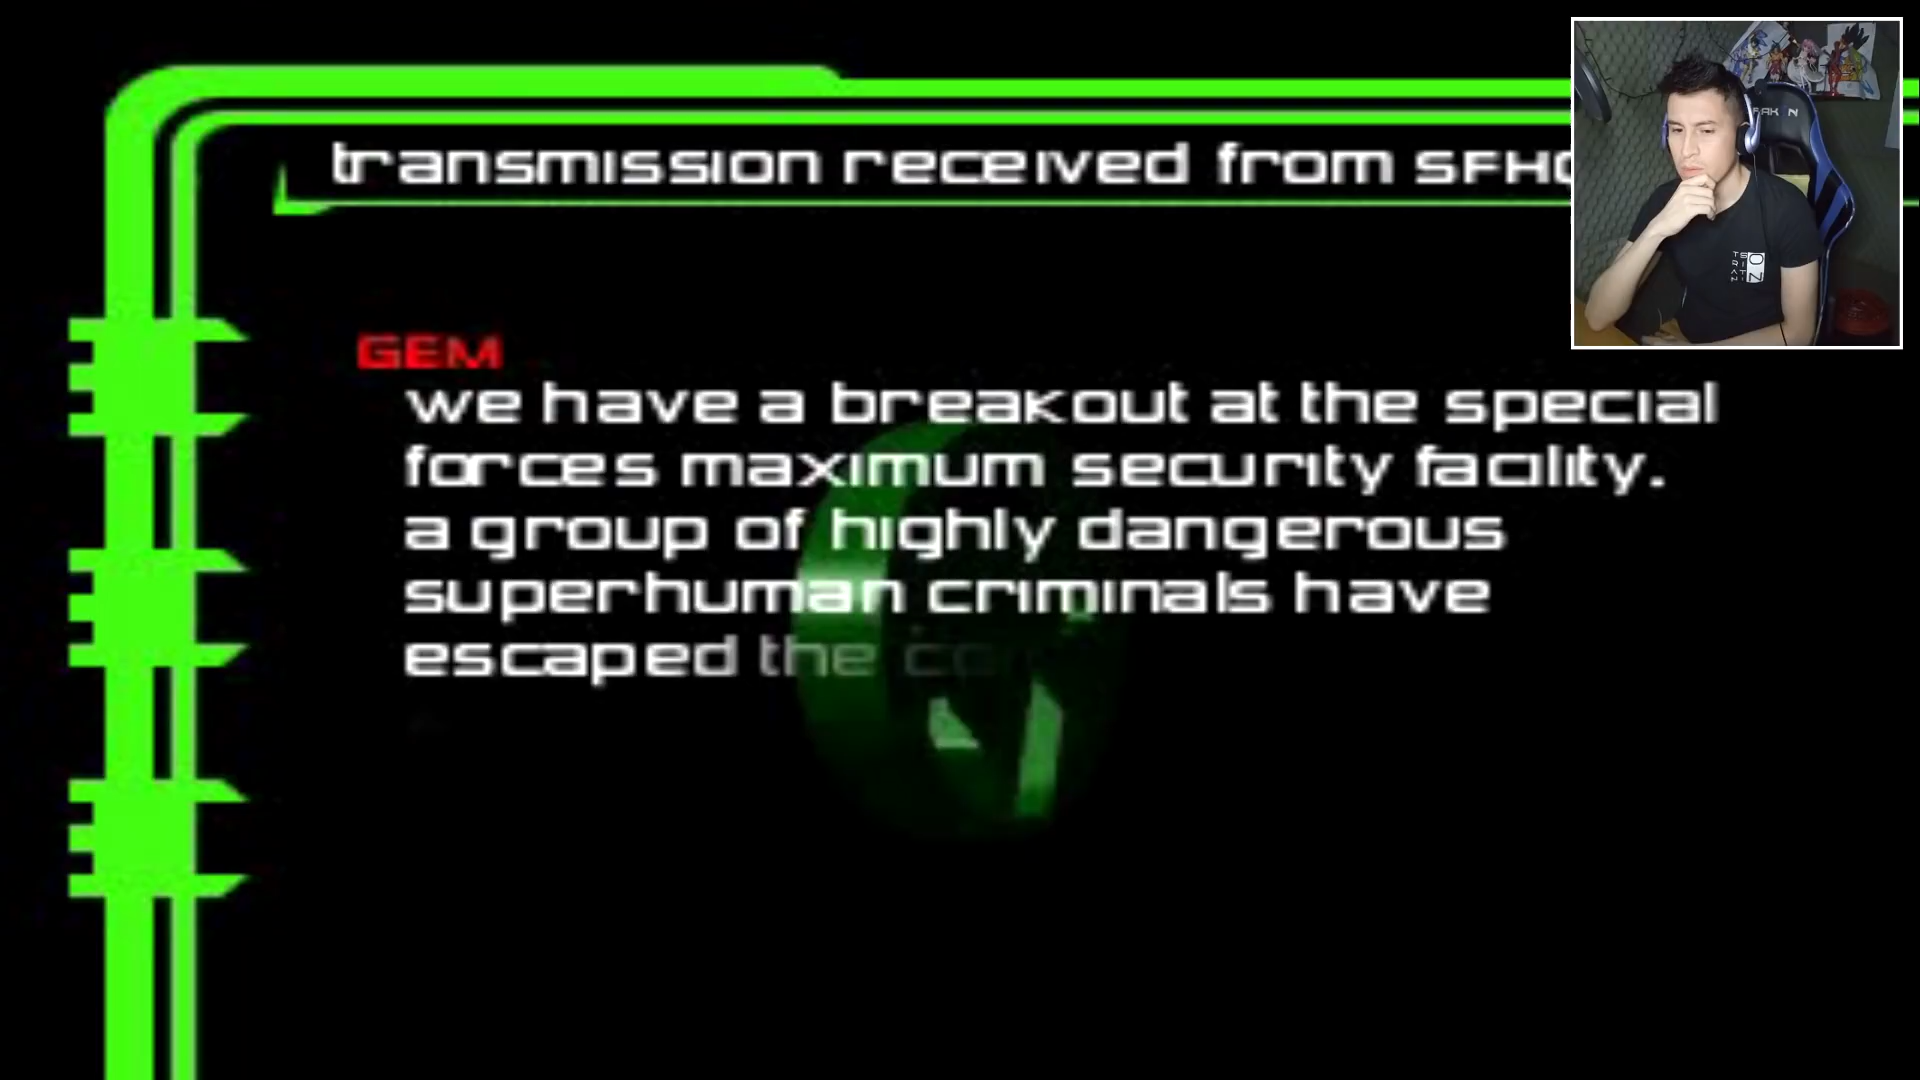 transmission received from SFHQ
GEM
we have a breakout at the special
forces maximum security facility.
a group of highly dangerous
superhuman criminals have
escaped the